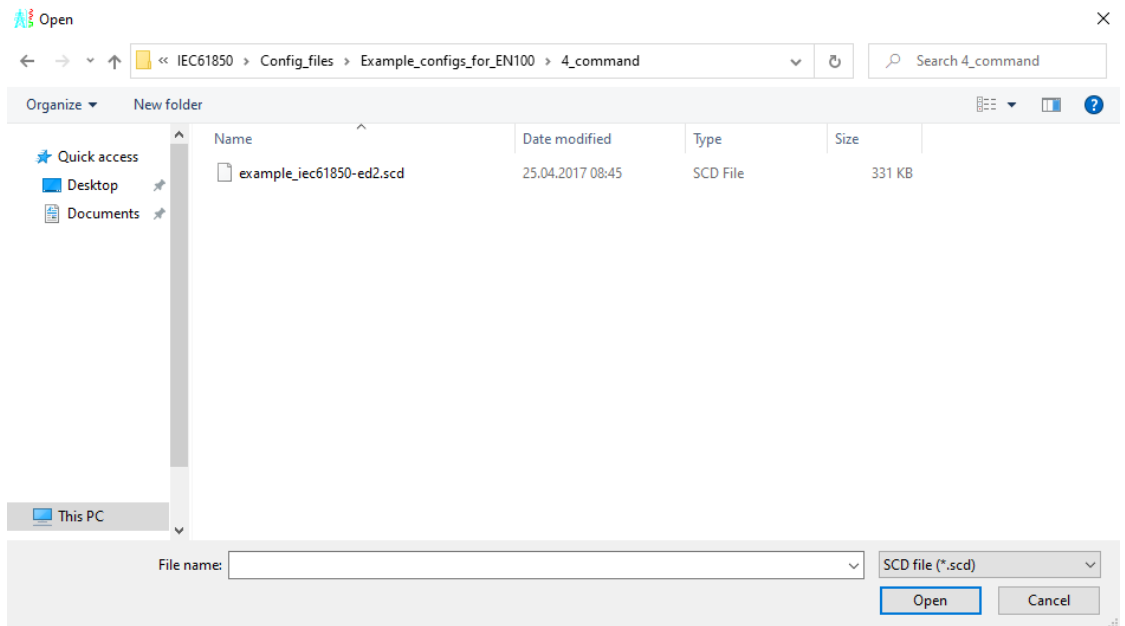 Open
« IEC61850 › Config_files › Example_configs_for_EN100 › 4_command
Search 4_command
Organize New folder
Name Date modified Type Size
Quick access
example_iec61850-ed2.scd 25.04.2017 08:45 SCD File 331 KB
Desktop
Documents
This PC
File name: SCD file (*.scd)
Open Cancel